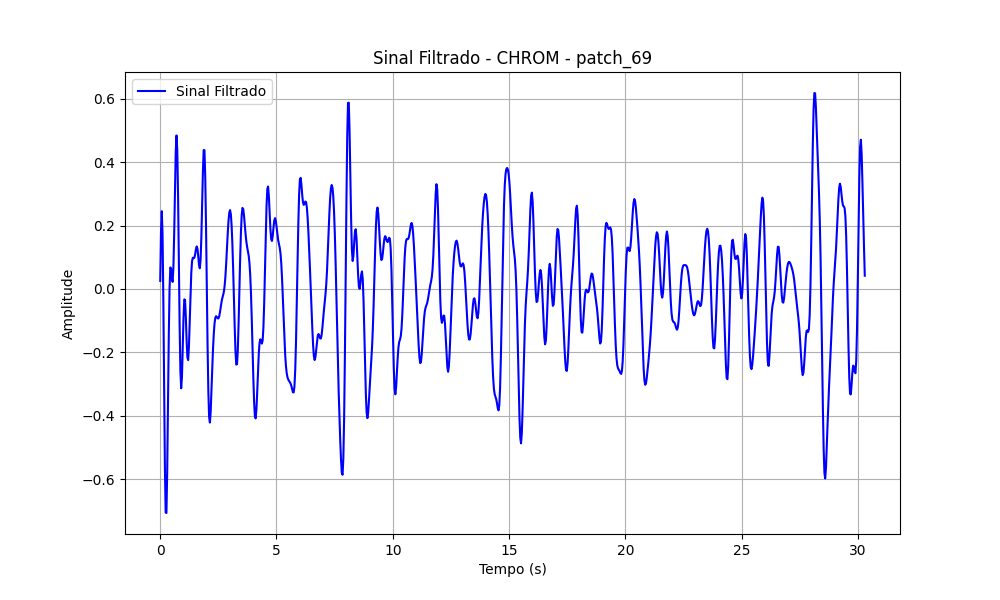 Sinal Filtrado - CHROM - patch_69
Sinal Filtrado
Amplitude
0.6
0.4
0.2
0.0
−0.2
−0.4
−0.6
0 5 10 15 20 25 30
Tempo (s)